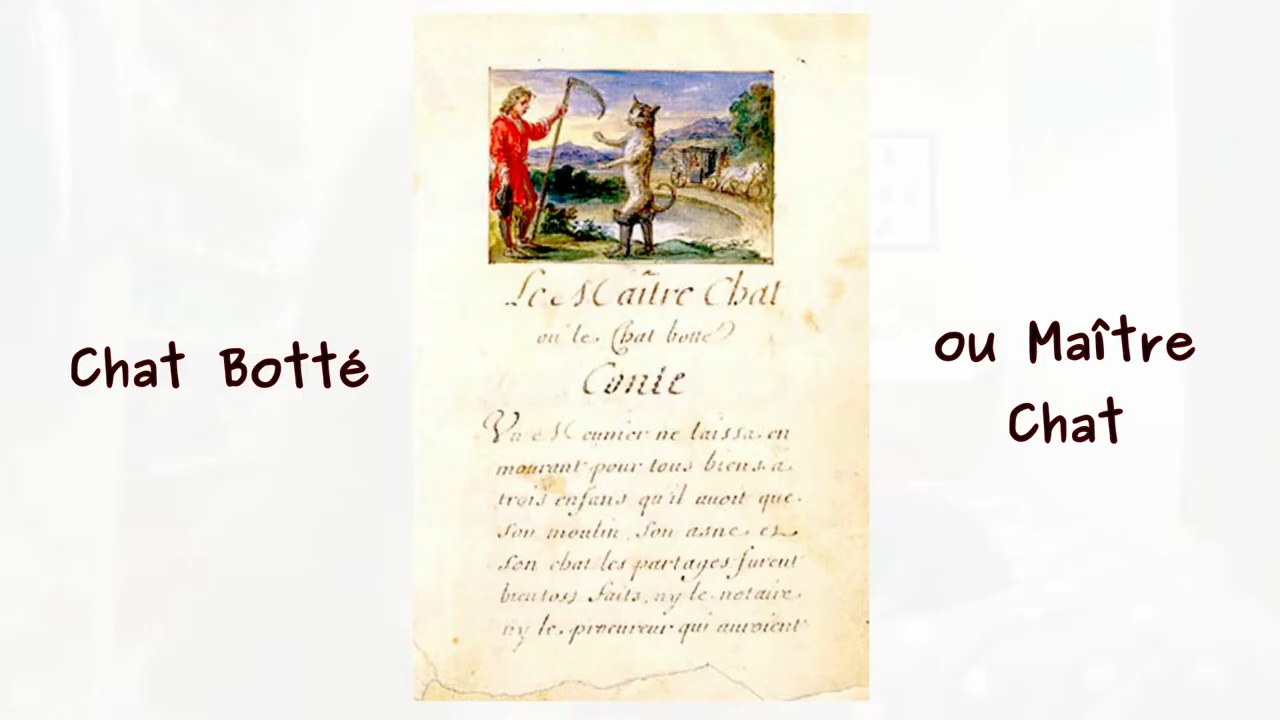 Chat Botté
Le Maitre Chat
ou le Chat botté
Conte
Un Meunier ne laissa en
mourant pour tous biens a
trois enfans qu'il avoit que
son moulin, son asne, et
son chat les partages furent
bientost faits, ny le notaire
ny le procureur qui auroient
ou Maître
Chat